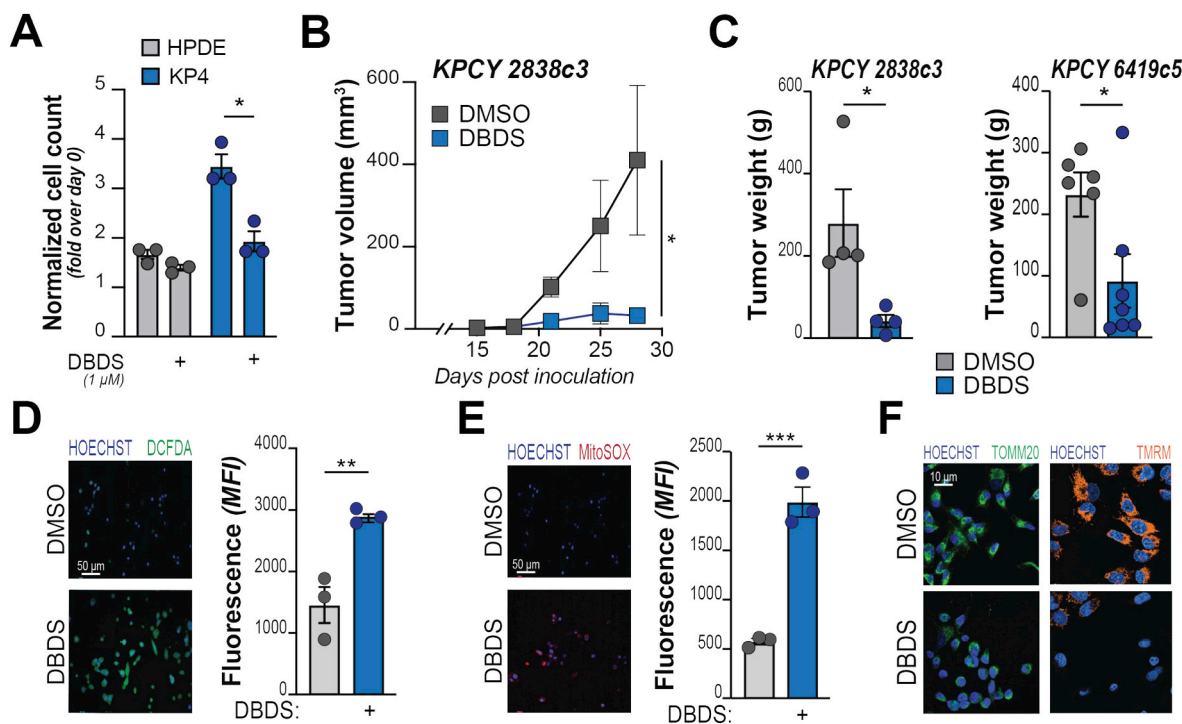 A
HPDE
KP4
Normalized cell count
(fold over day 0)
5
4
3
2
1
0
*
DBDS
(1 µM)
+
+
B
KPCY 2838c3
DMSO
DBDS
Tumor volume (mm³)
600
400
200
0
15
20
25
30
*
Days post inoculation
C
KPCY 2838c3
Tumor weight (g)
600
400
200
0
*
KPCY 6419c5
Tumor weight (g)
400
300
200
100
0
*
DMSO
DBDS
D
HOECHST DCFDA
DMSO
50 µm
DBDS
Fluorescence (MFI)
4000
3000
2000
1000
0
**
DBDS:
+
E
HOECHST MitoSOX
DMSO
50 µm
DBDS
Fluorescence (MFI)
2500
2000
1500
1000
500
0
***
DBDS:
+
F
HOECHST TOMM20
HOECHST TMRM
10 µm
DMSO
DBDS